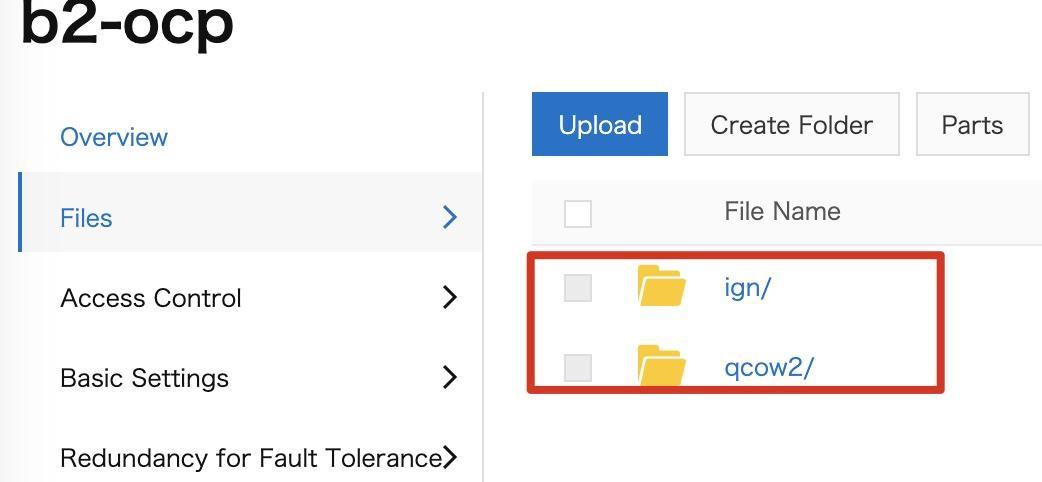 b2-ocp
Overview
Files
Access Control
Basic Settings
Redundancy for Fault Tolerance
Upload
Create Folder
Parts
File Name
ign/
qcow2/